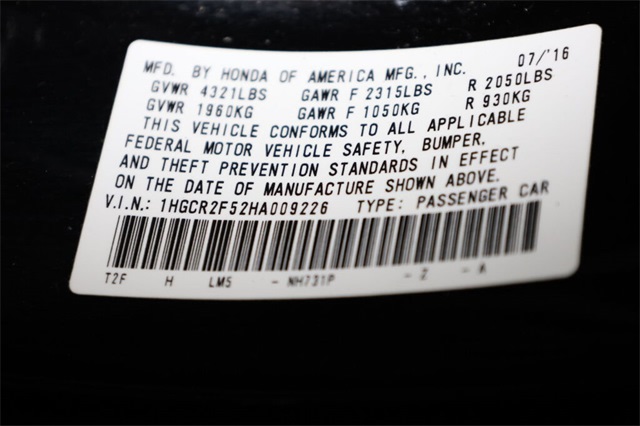 MFD. BY HONDA OF AMERICA MFG., INC. 07/'16
GVWR 4321LBS GAWR F 2315LBS R 2050LBS
GVWR 1960KG GAWR F 1050KG R 930KG
THIS VEHICLE CONFORMS TO ALL APPLICABLE
FEDERAL MOTOR VEHICLE SAFETY, BUMPER,
AND THEFT PREVENTION STANDARDS IN EFFECT
ON THE DATE OF MANUFACTURE SHOWN ABOVE.
V.I.N.: 1HGCR2F52HA009226 TYPE: PASSENGER CAR
T2F H LM5 - NH731P - 2 - A